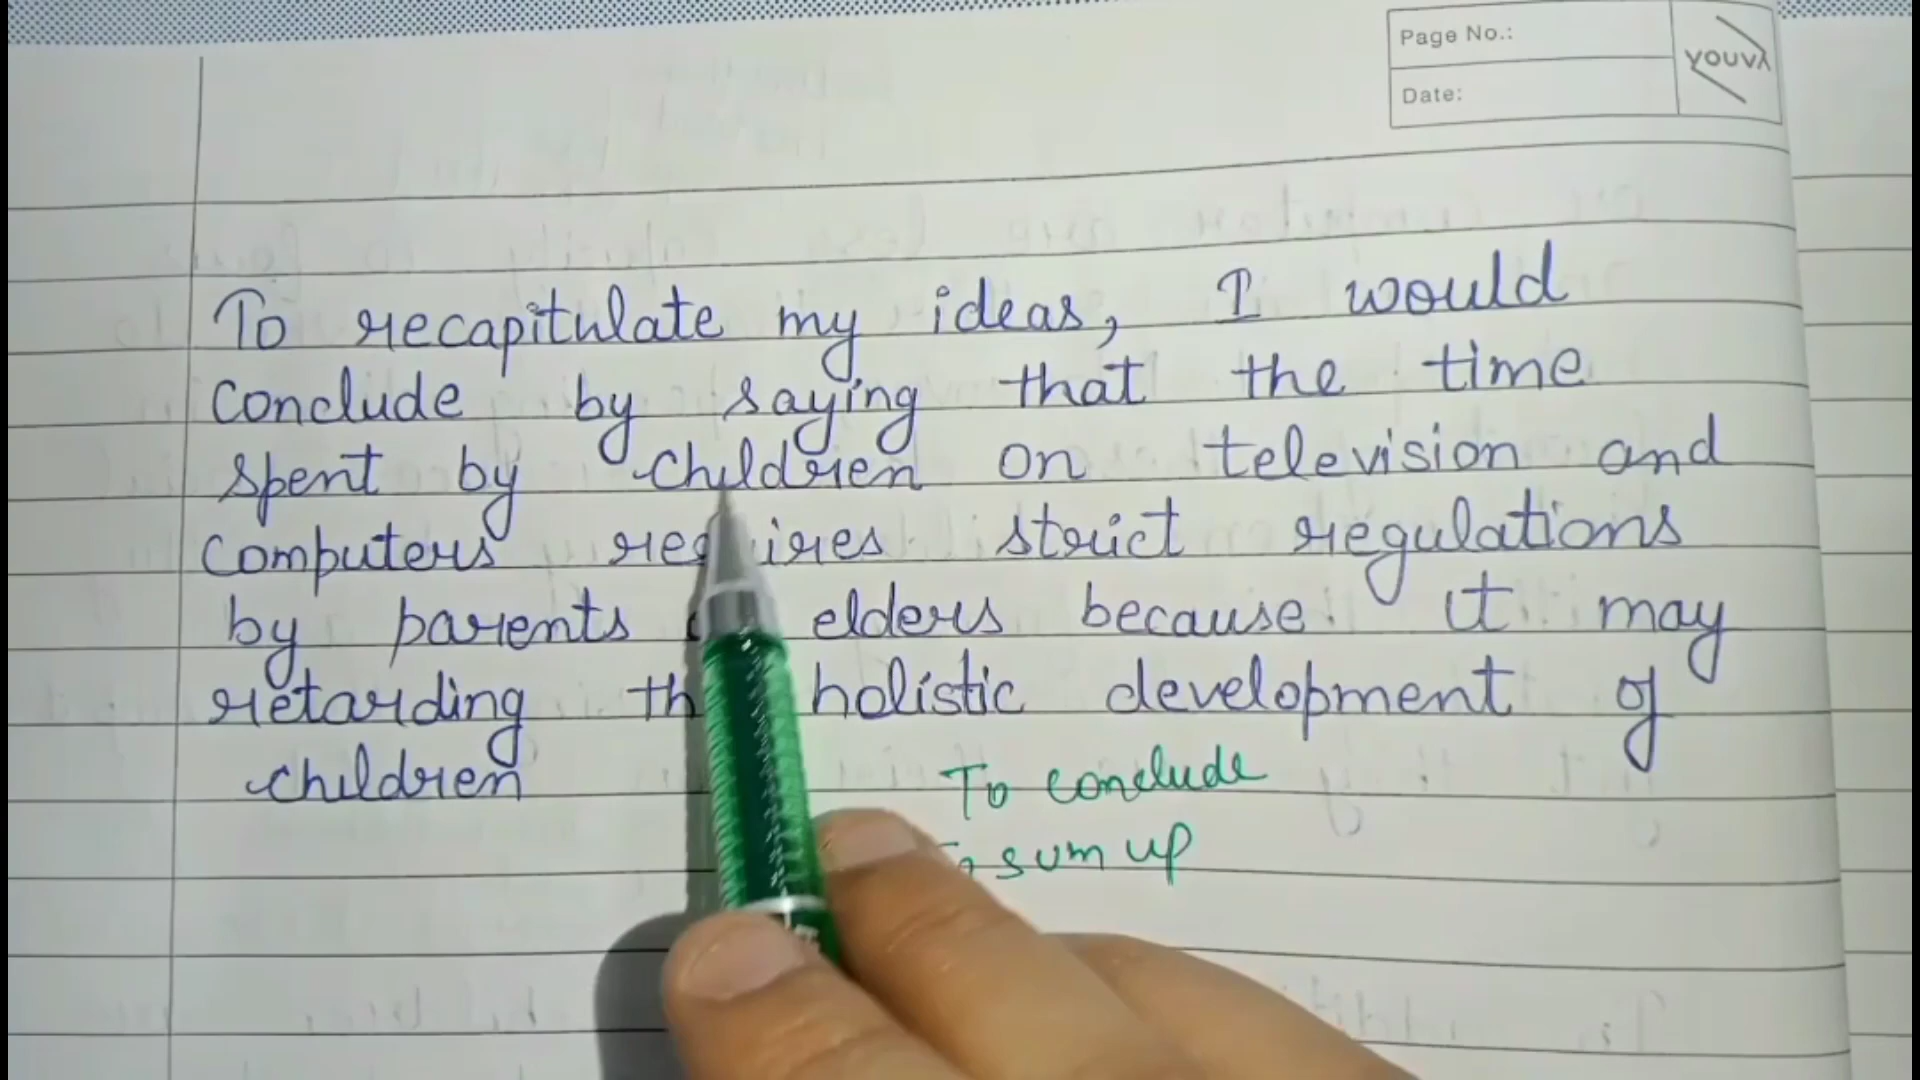 Page No.:
Date:
YOUVA
To recapitulate my ideas, I would
conclude by saying that the time
spent by children on television and
computers requires strict regulations
by parents elders because it may
retarding the holistic development of
children
To conclude
To sum up